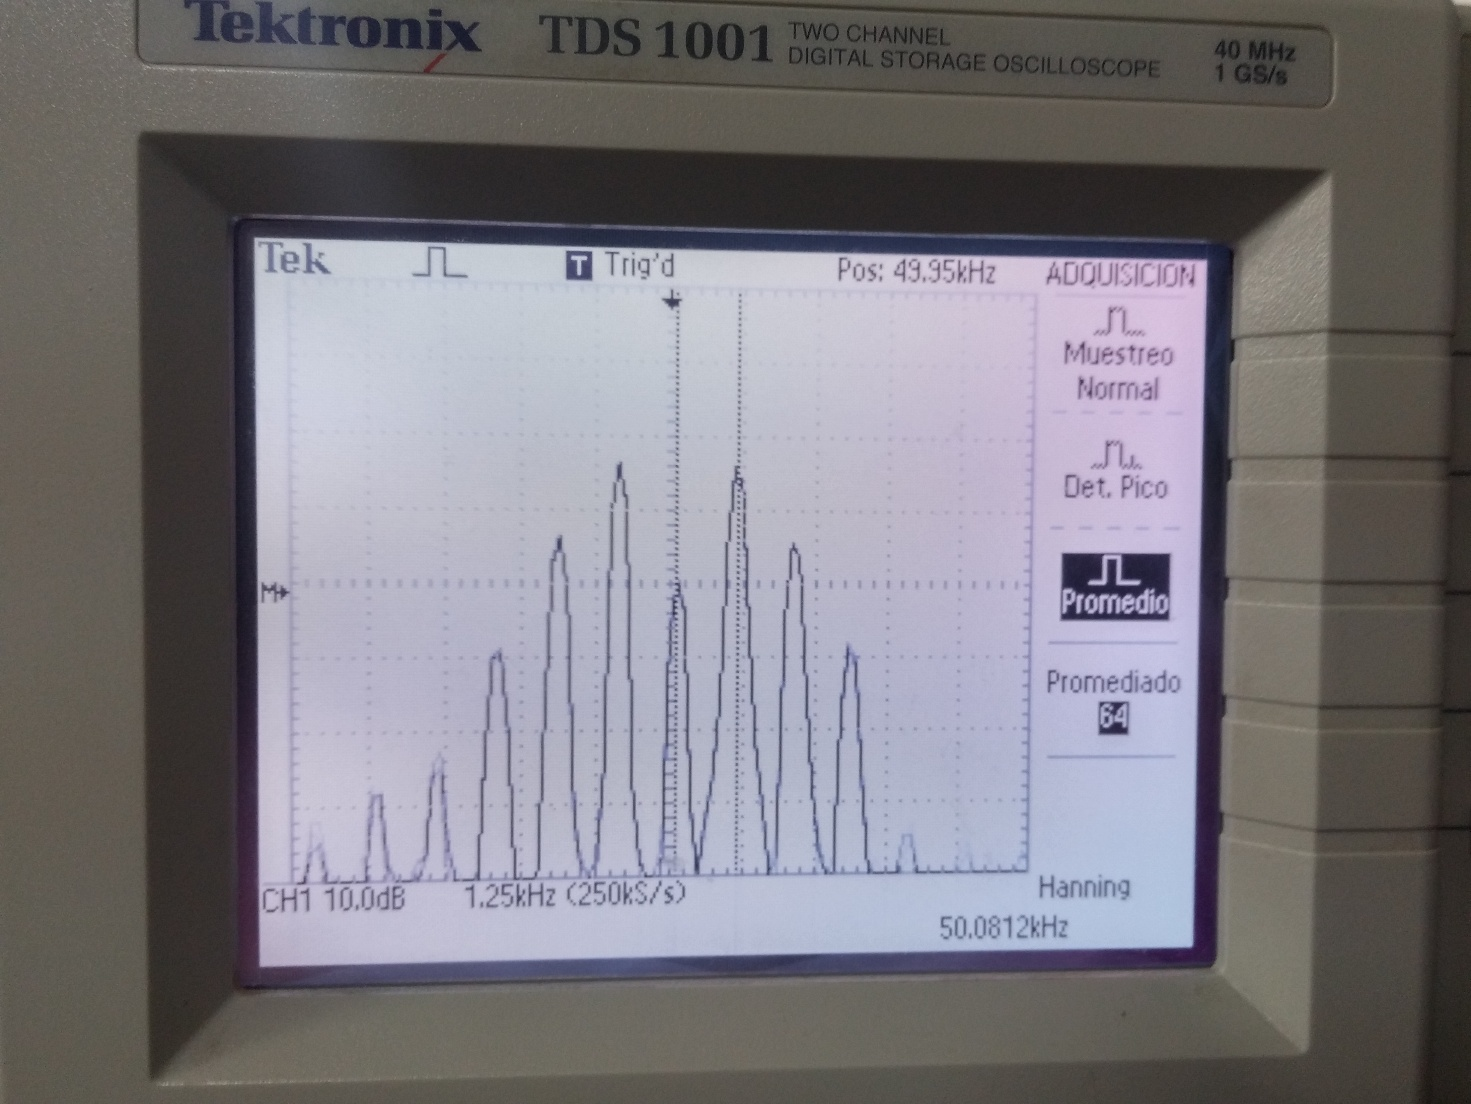 Tektronix TDS 1001 TWO CHANNEL
DIGITAL STORAGE OSCILLOSCOPE
40 MHz
1 GS/s
Tek T Trig'd Pos: 49.95kHz ADQUISICION
Muestreo
Normal
Det. Pico
M
Promedio
Promediado
64
Hanning
CH1 10.0dB 1.25kHz (250kS/s)
50.0812kHz